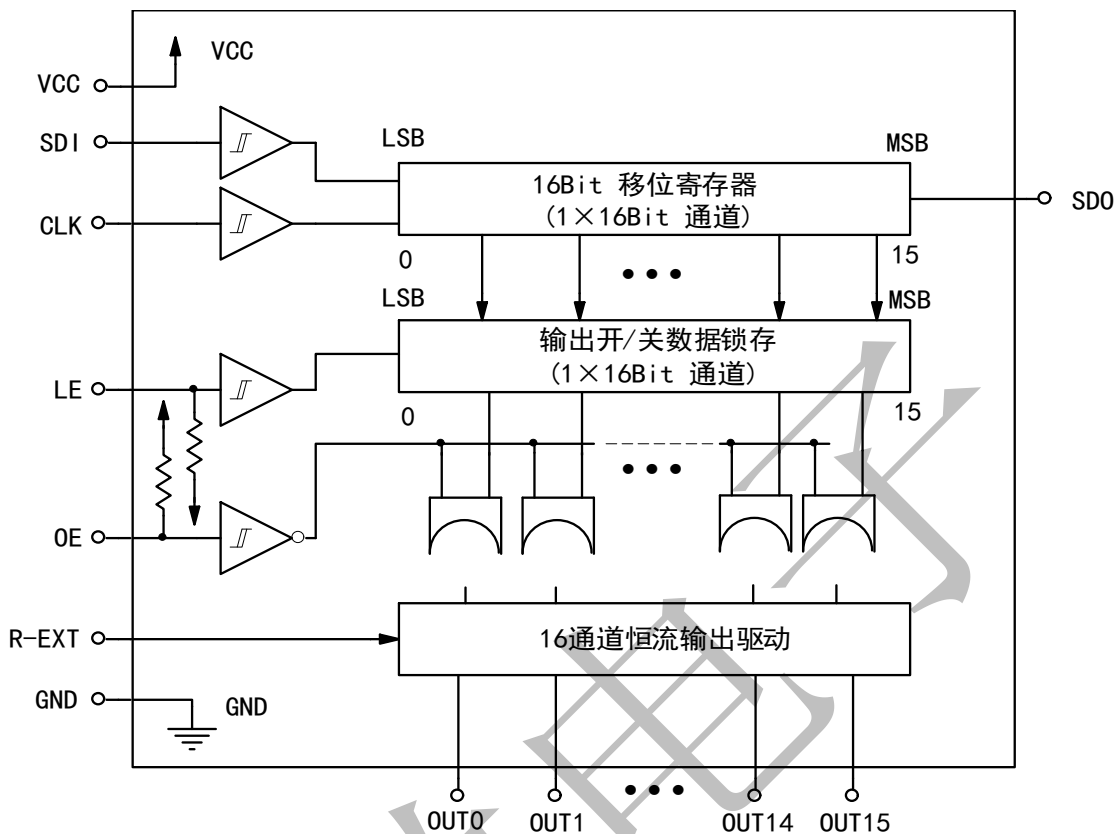 VCC
VCC
SDI
LSB
MSB
16Bit 移位寄存器
(1×16Bit 通道)
SDO
CLK
0
15
LSB
MSB
输出开/关数据锁存
(1×16Bit 通道)
LE
0
15
OE
R-EXT
16通道恒流输出驱动
GND
GND
OUT0
OUT1
OUT14
OUT15